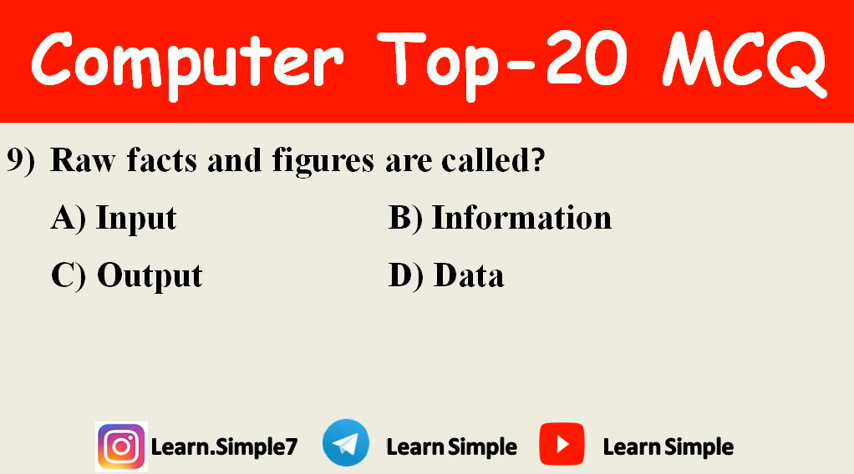 Computer Top-20 MCQ
9) Raw facts and figures are called?
A) Input B) Information
C) Output D) Data
Learn.Simple7 Learn Simple Learn Simple